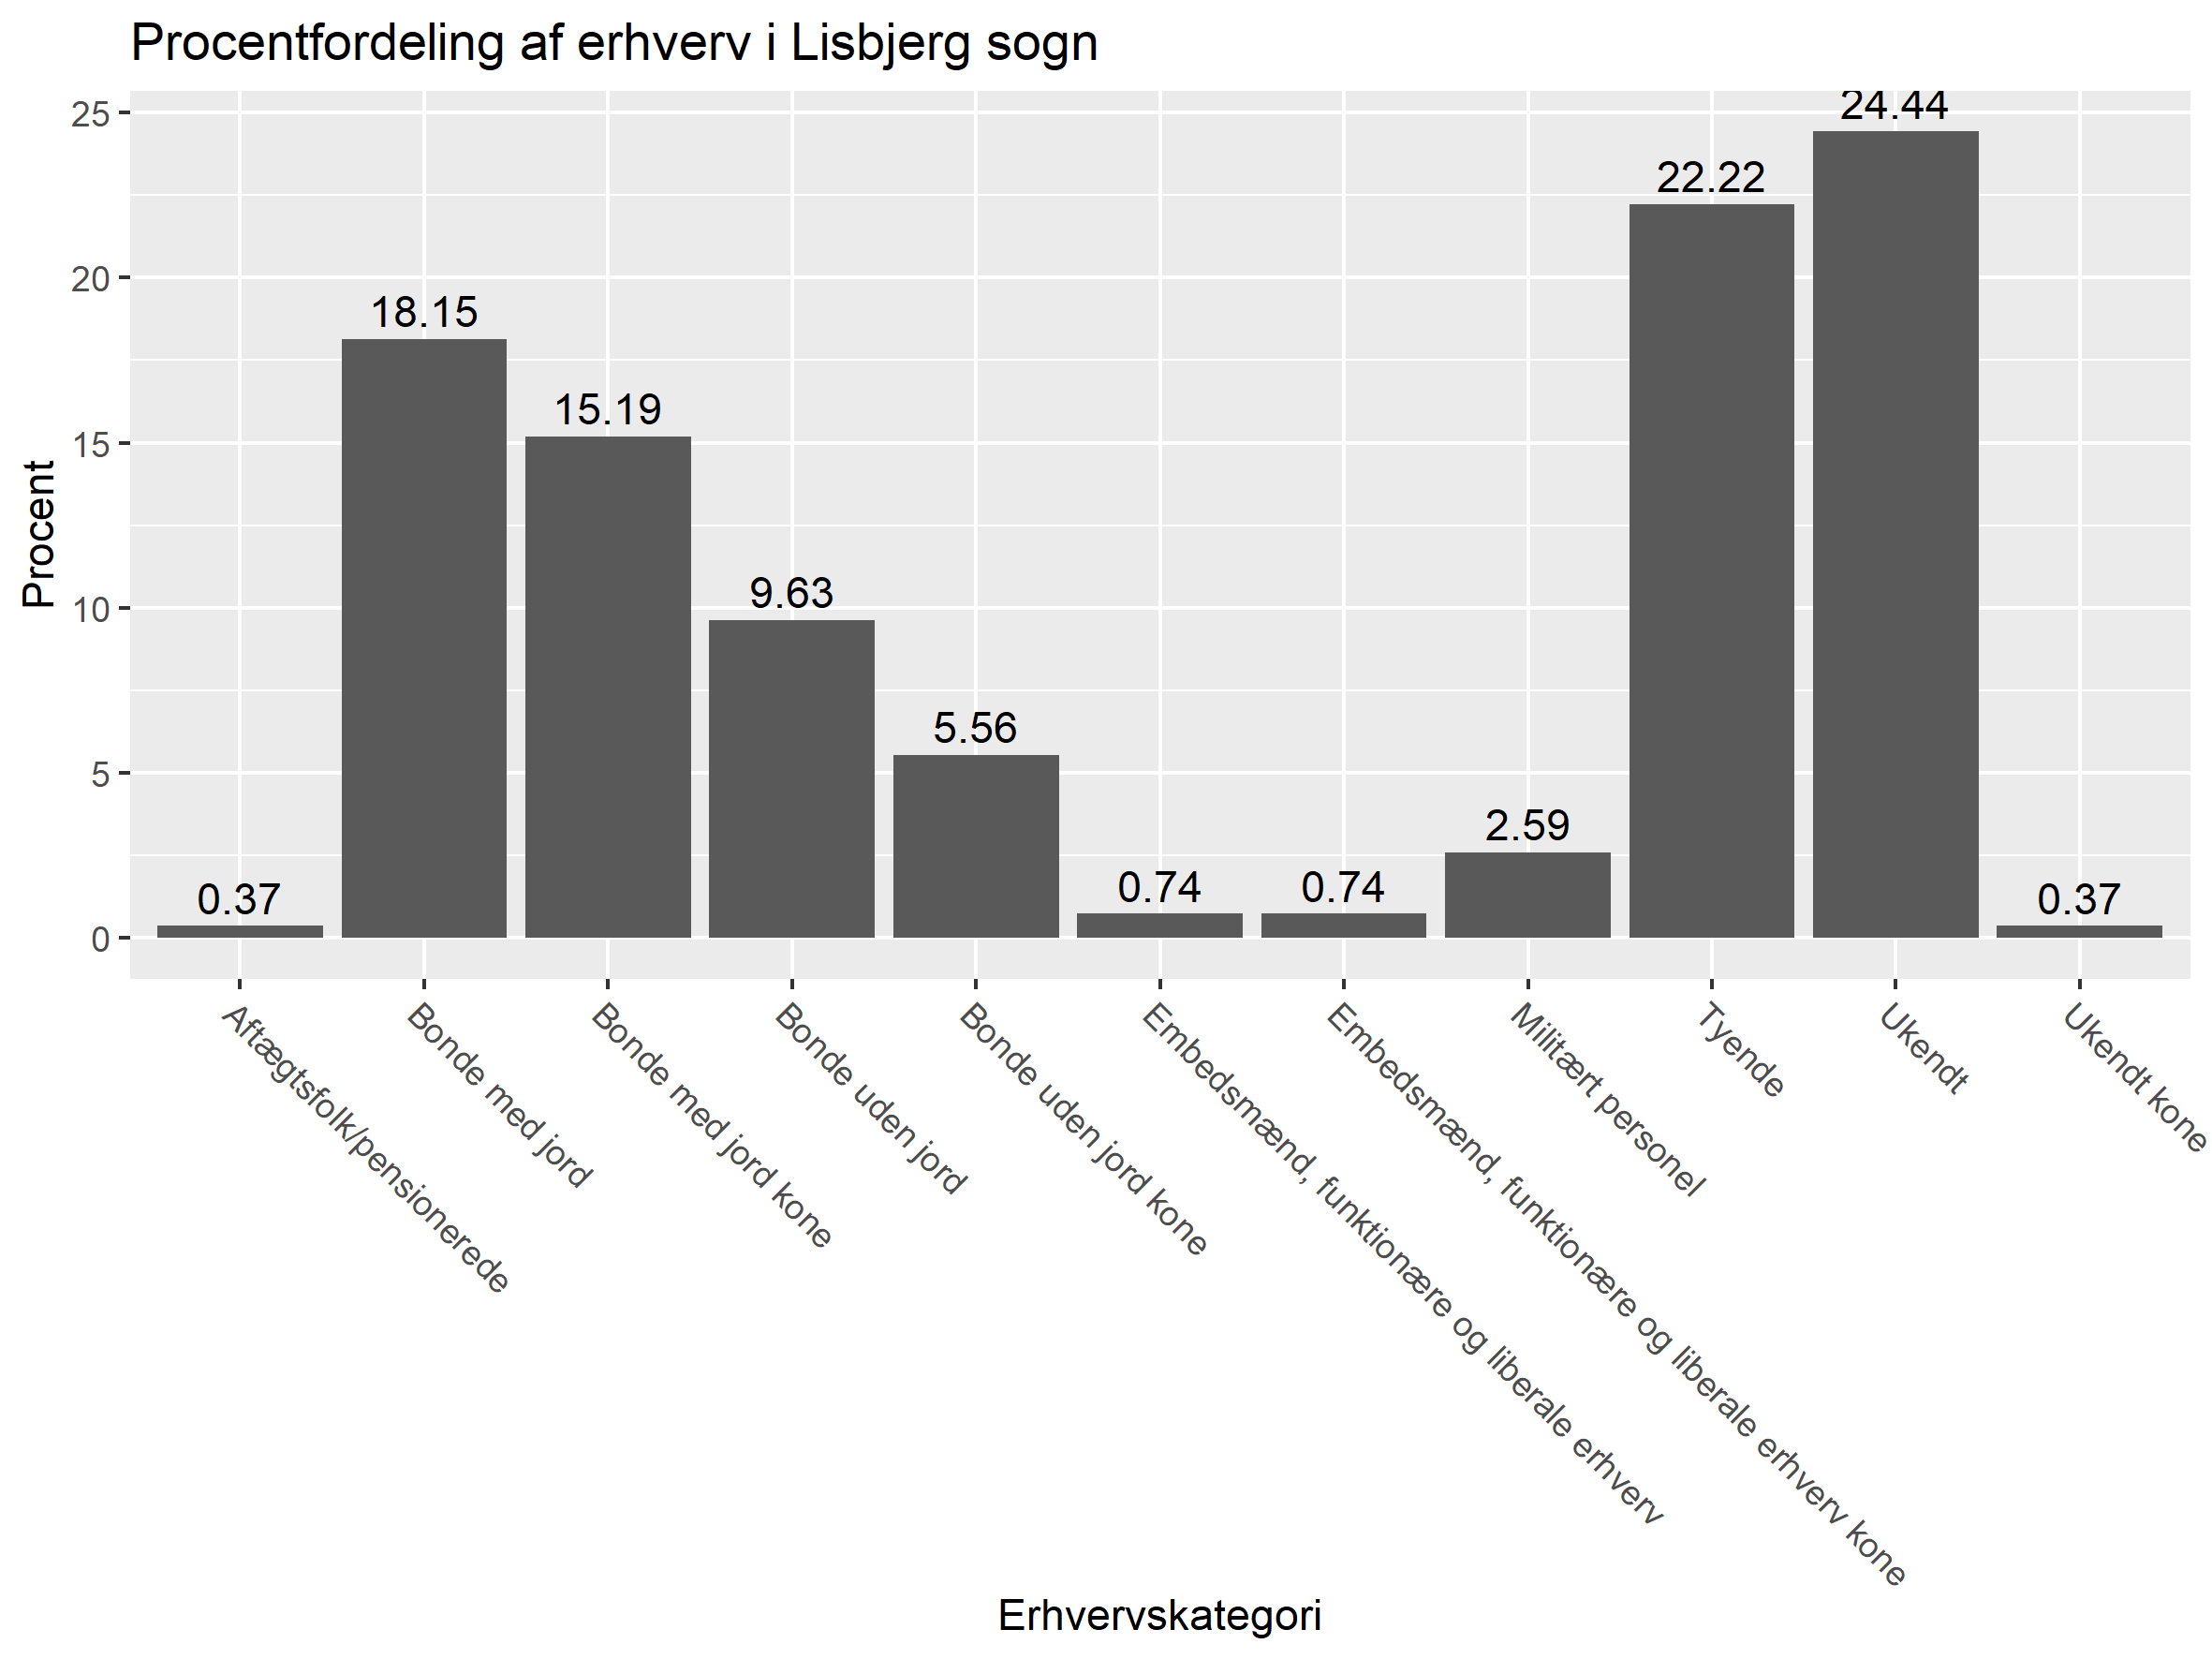 Procentfordeling af erhverv i Lisbjerg sogn
Procent
25
20
15
10
5
0
0.37
18.15
15.19
9.63
5.56
0.74
0.74
2.59
22.22
24.44
0.37
Aftægtsfolk/pensionerede
Bonde med jord
Bonde med jord kone
Bonde uden jord
Bonde uden jord kone
Embedsmænd, funktionære og liberale erhverv
Embedsmænd, funktionære og liberale erhverv kone
Militært personel
Tyende
Ukendt
Ukendt kone
Erhvervskategori